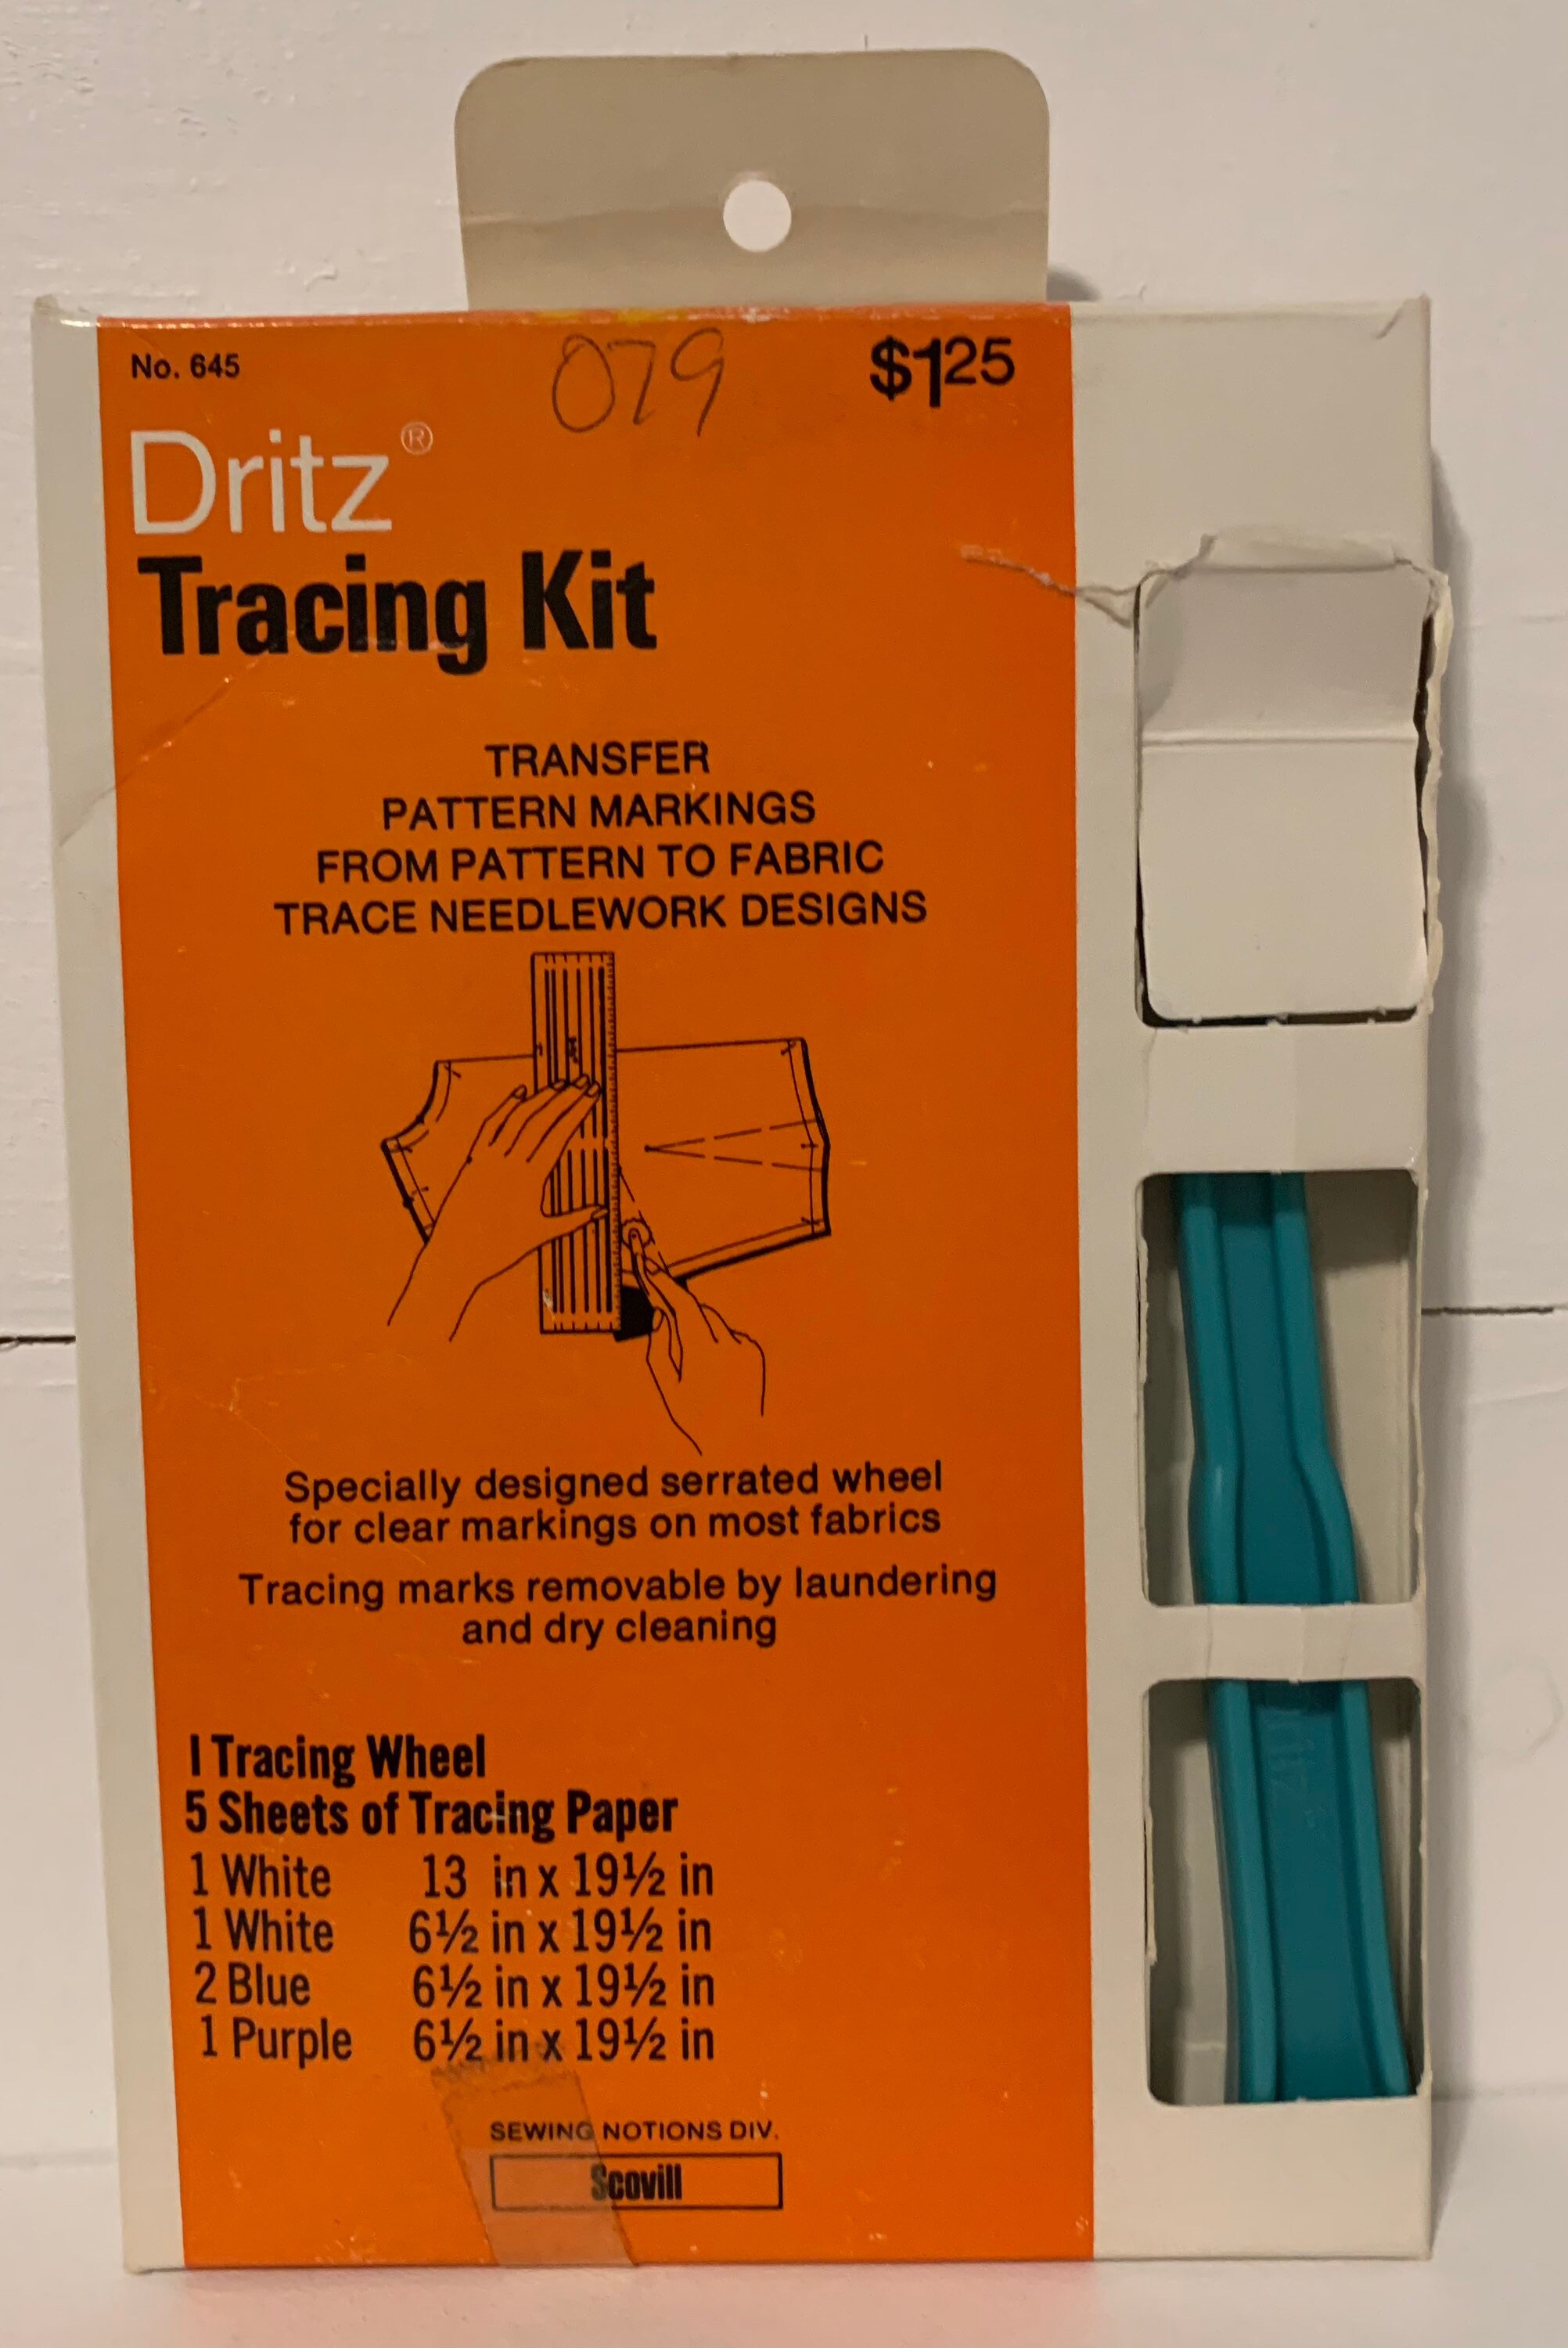 No. 645
079
$1 25
Dritz®
Tracing Kit
TRANSFER
PATTERN MARKINGS
FROM PATTERN TO FABRIC
TRACE NEEDLEWORK DESIGNS
Specially designed serrated wheel
for clear markings on most fabrics
Tracing marks removable by laundering
and dry cleaning
1 Tracing Wheel
5 Sheets of Tracing Paper
1 White 13 in x 19½ in
1 White 6½ in x 19½ in
2 Blue 6½ in x 19½ in
1 Purple 6½ in x 19½ in
SEWING NOTIONS DIV.
Scovill